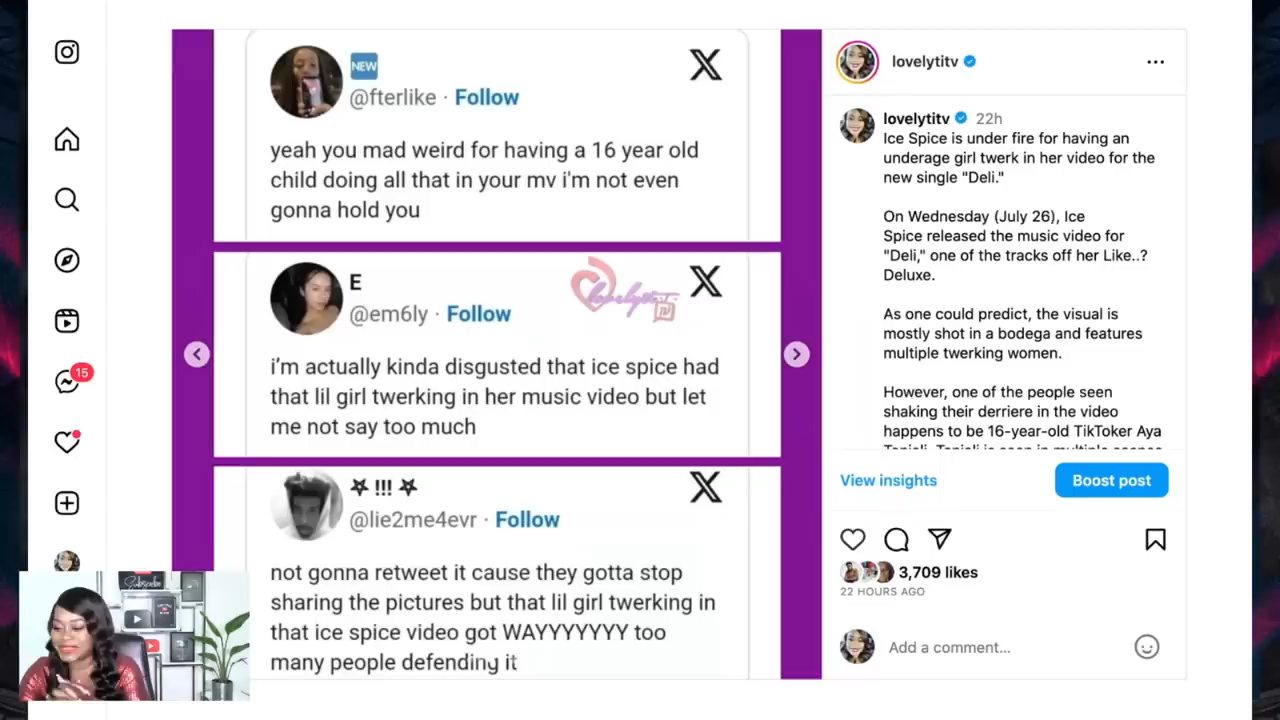 NEW
@fterlike · Follow
yeah you mad weird for having a 16 year old
child doing all that in your mv i'm not even
gonna hold you
E
@em6ly · Follow
i'm actually kinda disgusted that ice spice had
that lil girl twerking in her music video but let
me not say too much
!!!
@lie2me4evr · Follow
not gonna retweet it cause they gotta stop
sharing the pictures but that lil girl twerking in
that ice spice video got WAYYYYYYY too
many people defending it
15
Subscribe
lovelytitv
lovelytitv 22h
Ice Spice is under fire for having an
underage girl twerk in her video for the
new single "Deli."
On Wednesday (July 26), Ice
Spice released the music video for
"Deli," one of the tracks off her Like..?
Deluxe.
As one could predict, the visual is
mostly shot in a bodega and features
multiple twerking women.
However, one of the people seen
shaking their derriere in the video
happens to be 16-year-old TikToker Aya
View insights
Boost post
3,709 likes
22 HOURS AGO
Add a comment...